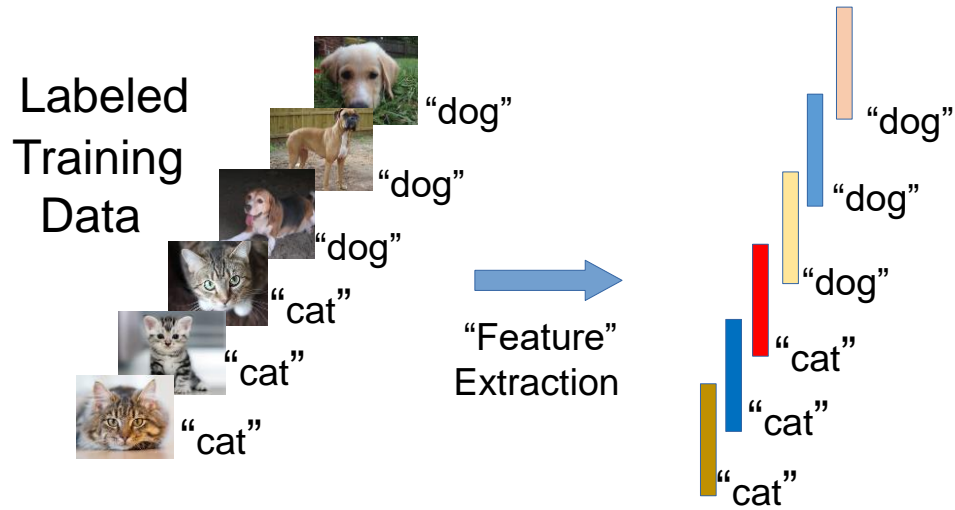 Labeled
Training
Data
“dog”
“dog”
“dog”
“cat”
“cat”
“cat”
“Feature”
Extraction
“dog”
“dog”
“dog”
“cat”
“cat”
“cat”